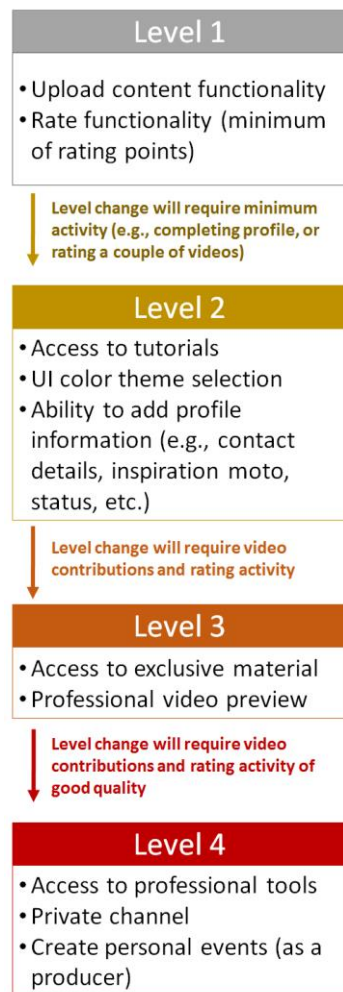 Level 1
• Upload content functionality
• Rate functionality (minimum
of rating points)
Level change will require minimum
activity (e.g., completing profile, or
rating a couple of videos)
Level 2
• Access to tutorials
• UI color theme selection
• Ability to add profile
information (e.g., contact
details, inspiration moto,
status, etc.)
Level change will require video
contributions and rating activity
Level 3
• Access to exclusive material
• Professional video preview
Level change will require video
contributions and rating activity of
good quality
Level 4
• Access to professional tools
• Private channel
• Create personal events (as a
producer)